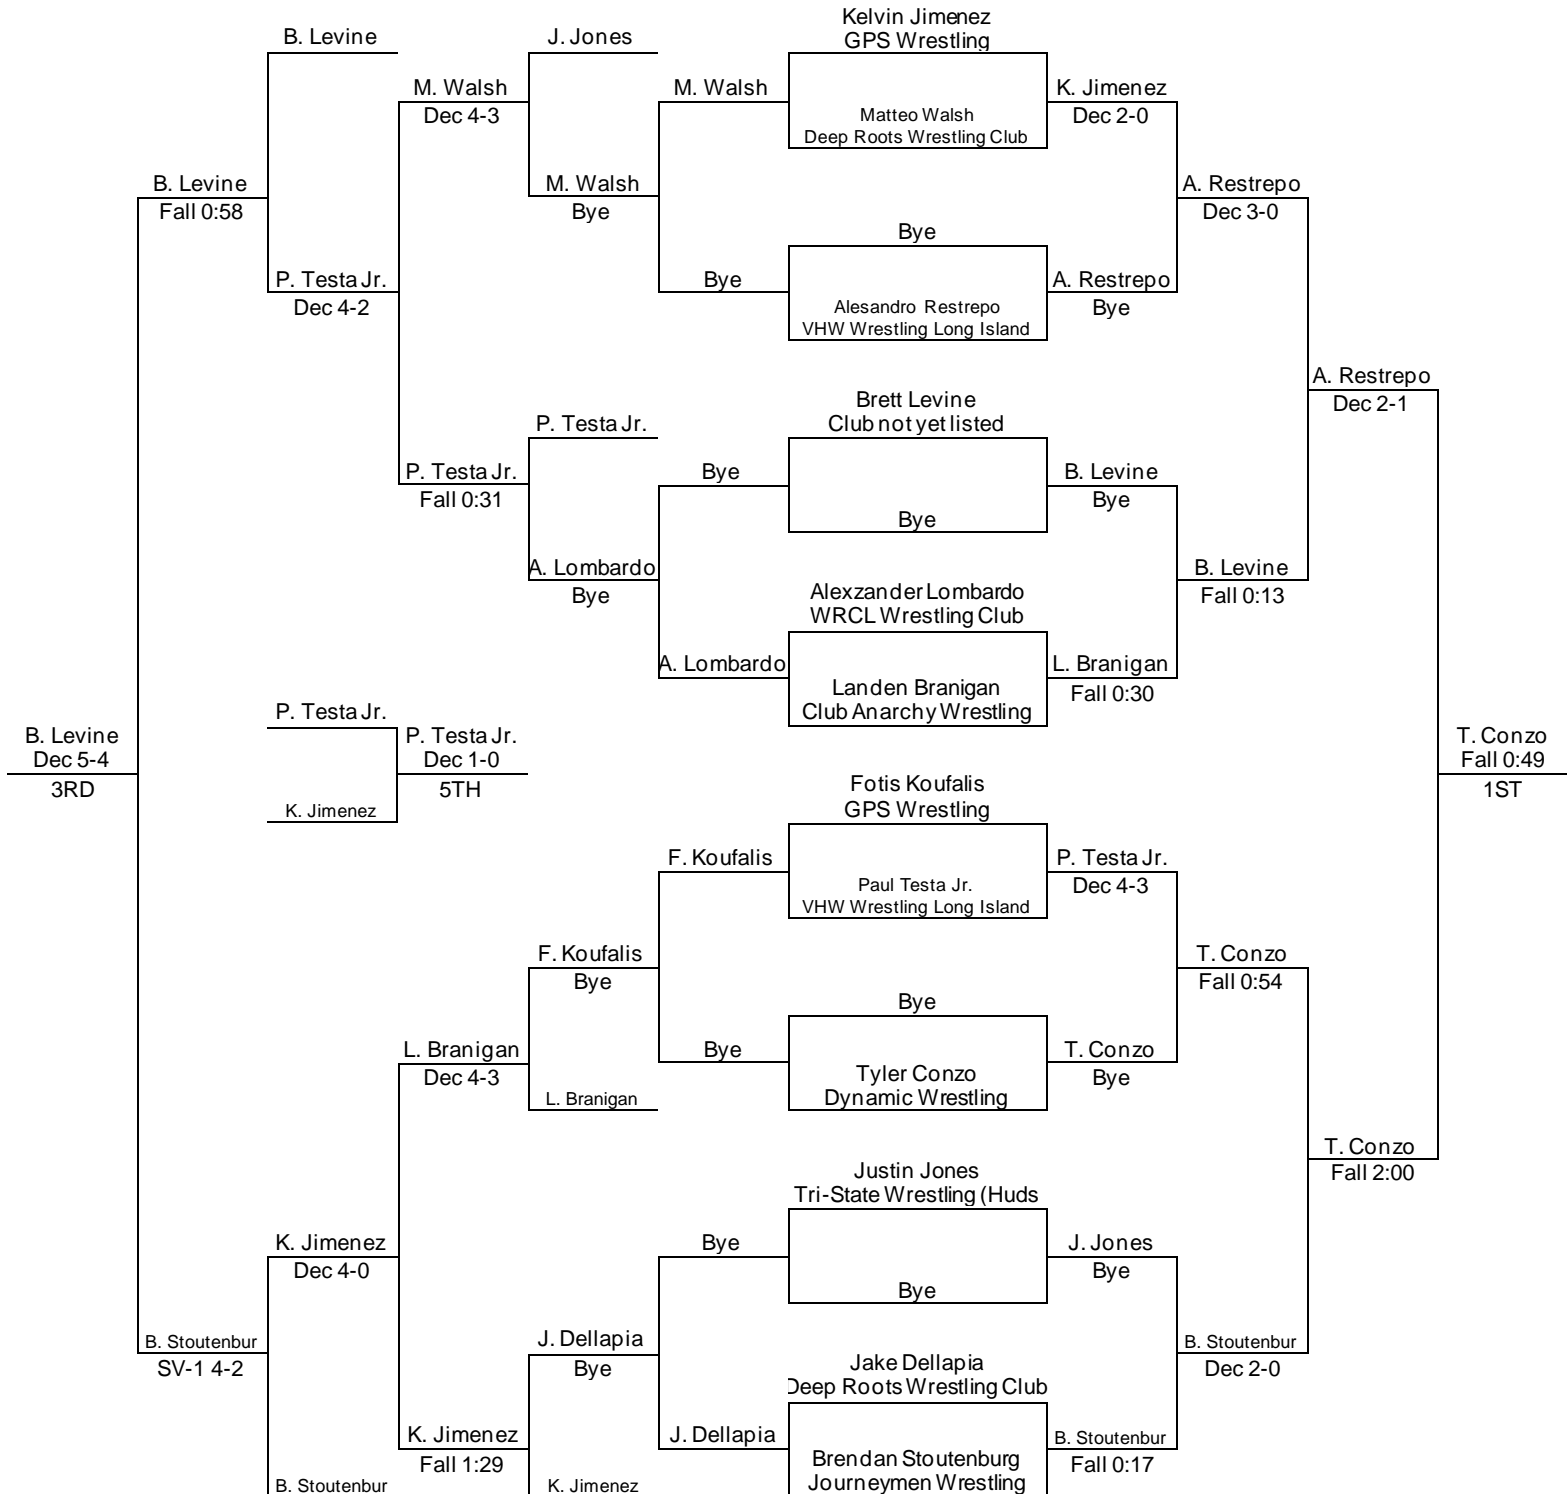 Kelvin Jimenez
GPS Wrestling
B. Levine
J. Jones
M. Walsh
Dec 4-3
M. Walsh
K. Jimenez
Dec 2-0
Matteo Walsh
Deep Roots Wrestling Club
B. Levine
Fall 0:58
M. Walsh
Bye
A. Restrepo
Dec 3-0
Bye
P. Testa Jr.
Dec 4-2
Bye
Alesandro Restrepo
VHW Wrestling Long Island
A. Restrepo
Bye
A. Restrepo
Dec 2-1
Brett Levine
Club not yet listed
P. Testa Jr.
P. Testa Jr.
Fall 0:31
Bye
B. Levine
Bye
Bye
A. Lombardo
Bye
B. Levine
Fall 0:13
Alexzander Lombardo
WRCL Wrestling Club
A. Lombardo
L. Branigan
Fall 0:30
Landen Branigan
Club Anarchy Wrestling
P. Testa Jr.
B. Levine
Dec 5-4
3RD
P. Testa Jr.
Dec 1-0
5TH
K. Jimenez
T. Conzo
Fall 0:49
1ST
Fotis Koufalis
GPS Wrestling
F. Koufalis
P. Testa Jr.
Dec 4-3
Paul Testa Jr.
VHW Wrestling Long Island
F. Koufalis
Bye
T. Conzo
Fall 0:54
Bye
L. Branigan
Dec 4-3
Bye
T. Conzo
Bye
Tyler Conzo
Dynamic Wrestling
L. Branigan
T. Conzo
Fall 2:00
Justin Jones
Tri-State Wrestling (Huds
K. Jimenez
Dec 4-0
Bye
J. Jones
Bye
Bye
B. Stoutenbur
SV-1 4-2
J. Dellapia
Bye
B. Stoutenbur
Dec 2-0
Jake Dellapia
Deep Roots Wrestling Club
K. Jimenez
Fall 1:29
J. Dellapia
B. Stoutenbur
Fall 0:17
Brendan Stoutenburg
Journeymen Wrestling
B. Stoutenbur
K. Jimenez